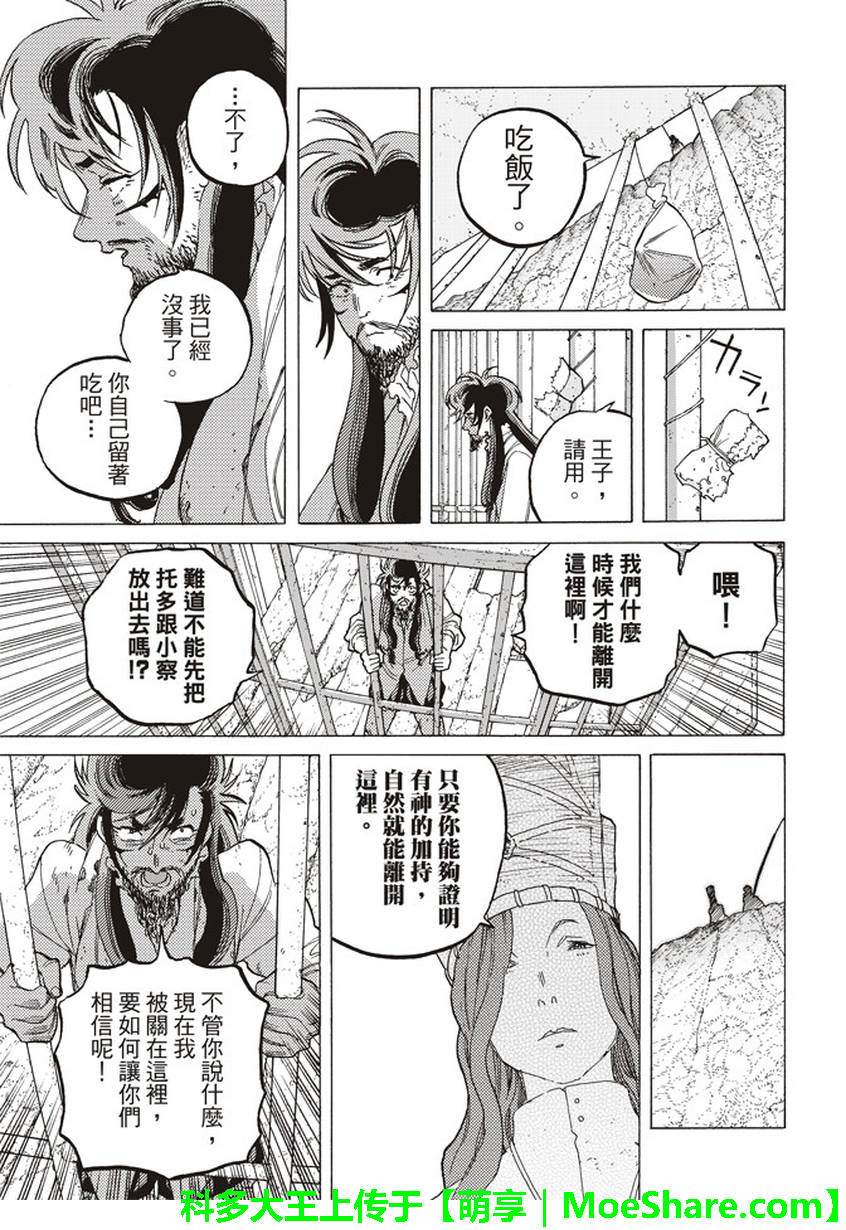 吃飯了。
カラン
王子，
請用。
…不了，
我已經
沒事了。
你自己留著
吃吧…
喂！
我們什麼
時候才能離開
這裡啊！
難道不能先把
托多跟小察
放出去嗎!?
只要你能夠證明
有神的加持，
自然就能離開
這裡。
不管你說什麼，
現在我
被關在這裡，
要如何讓你們
相信呢！
科多大王上传于【萌享｜MoeShare.com】